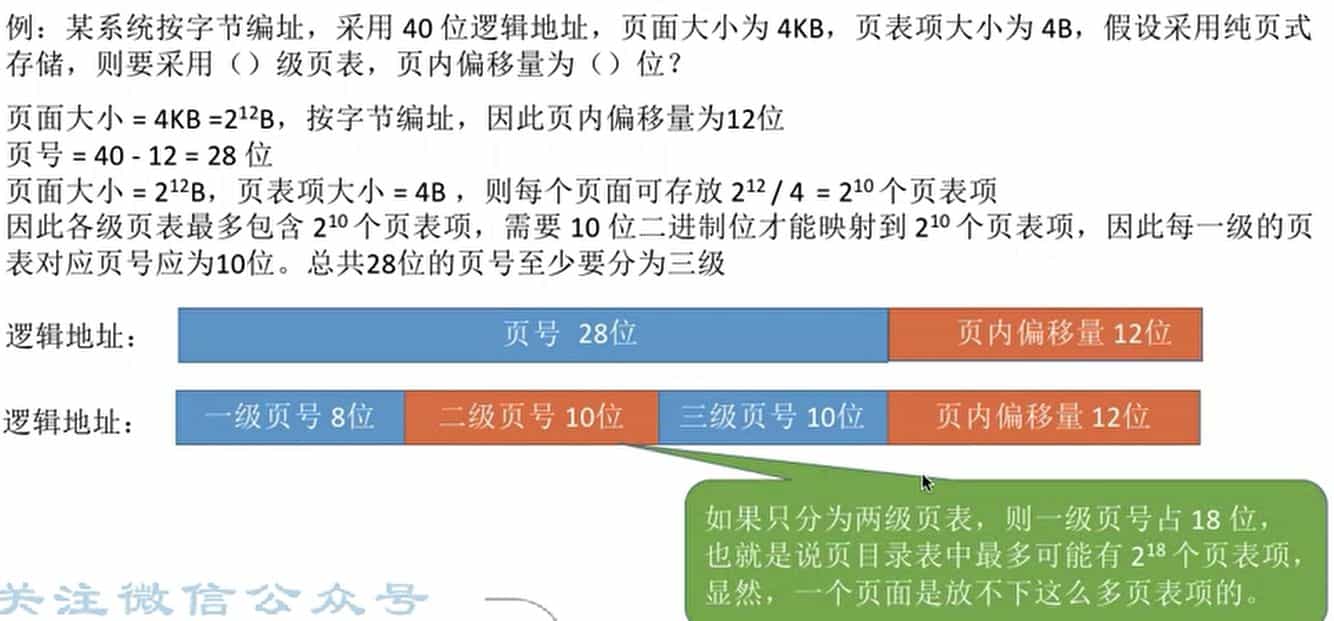 例：某系统按字节编址，采用 40 位逻辑地址，页面大小为 4KB，页表项大小为 4B，假设采用纯页式
存储，则要采用（）级页表，页内偏移量为（）位？
页面大小 = 4KB =2¹²B，按字节编址，因此页内偏移量为12位
页号 = 40 - 12 = 28 位
页面大小 = 2¹²B，页表项大小 = 4B ，则每个页面可存放 2¹² / 4 = 2¹⁰ 个页表项
因此各级页表最多包含 2¹⁰ 个页表项，需要 10 位二进制位才能映射到 2¹⁰ 个页表项，因此每一级的页
表对应页号应为10位。总共28位的页号至少要分为三级
逻辑地址： 页号 28位 页内偏移量 12位
逻辑地址： 一级页号 8位 二级页号 10位 三级页号 10位 页内偏移量 12位
如果只分为两级页表，则一级页号占 18 位，
也就是说页目录表中最多可能有 2¹⁸ 个页表项，
显然，一个页面是放不下这么多页表项的。
关注微信公众号